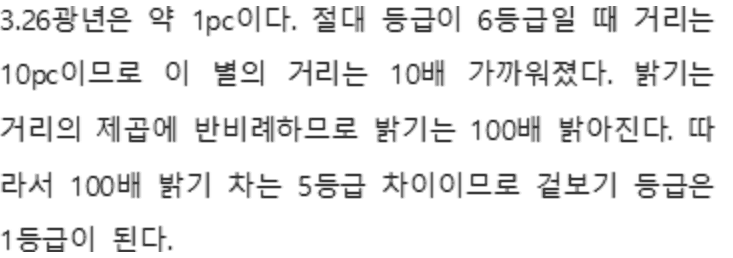 3.26광년은 약 1pc이다. 절대 등급이 6등급일 때 거리는
10pc이므로 이 별의 거리는 10배 가까워졌다. 밝기는
거리의 제곱에 반비례하므로 밝기는 100배 밝아진다. 따
라서 100배 밝기 차는 5등급 차이이므로 겉보기 등급은
1등급이 된다.